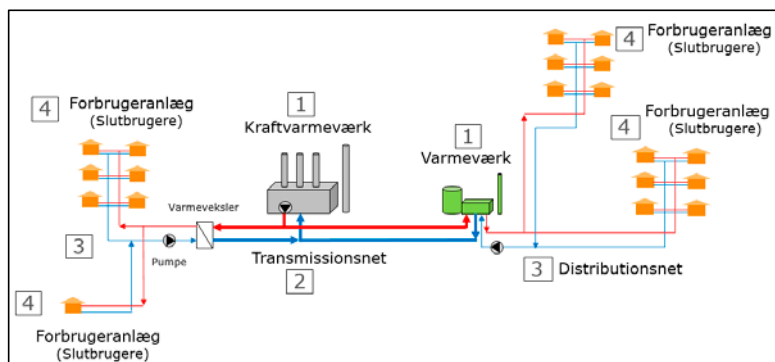 4 Forbrugeranlæg
(Slutbrugere)
1
Kraftvarmeværk
1
Varmeværk
4 Forbrugeranlæg
(Slutbrugere)
4 Forbrugeranlæg
(Slutbrugere)
Varmeveksler
3
Pumpe
Transmissionsnet
2
3 Distributionsnet
4
Forbrugeranlæg
(Slutbrugere)